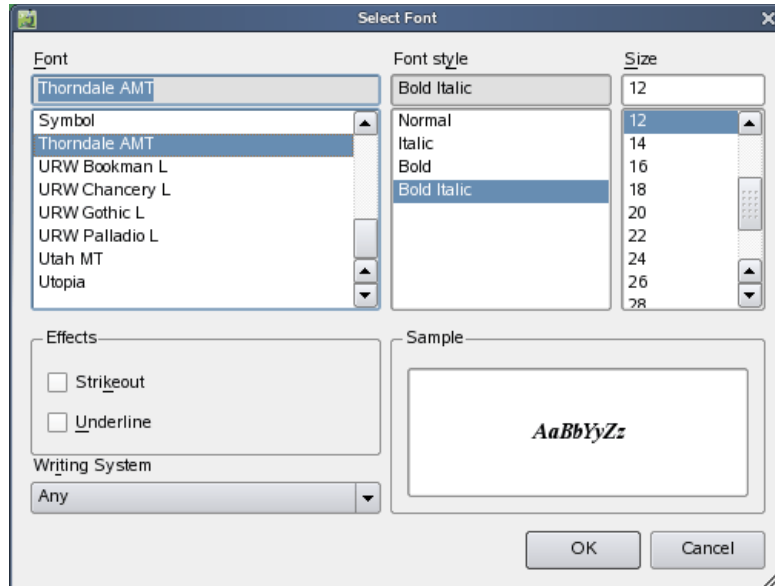 Select Font
Font
Font style
Size
Thorndale AMT
Bold Italic
12
Symbol
Thorndale AMT
URW Bookman L
URW Chancery L
URW Gothic L
URW Palladio L
Utah MT
Utopia
Normal
Italic
Bold
Bold Italic
12
14
16
18
20
22
24
26
28
Effects
Strikeout
Underline
Sample
AaBbYyZz
Writing System
Any
OK
Cancel